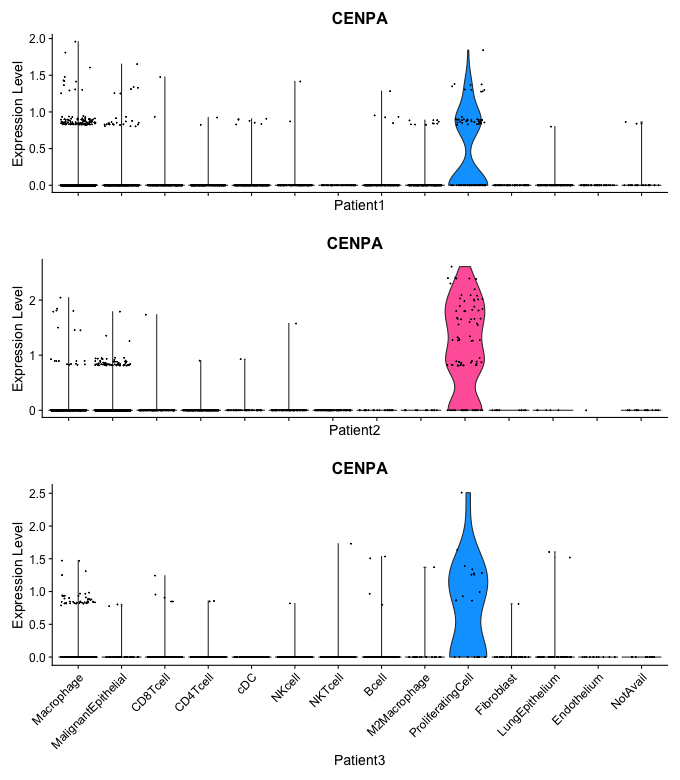 CENPA
Expression Level
2.0
1.5
1.0
0.5
0.0
Patient1
CENPA
Expression Level
2
1
0
Patient2
CENPA
Expression Level
2.5
2.0
1.5
1.0
0.5
0.0
Macrophage
MalignantEpithelial
CD8Tcell
CD4Tcell
cDC
NKcell
NKTcell
Bcell
M2Macrophage
ProliferatingCell
Fibroblast
LungEpithelium
Endothelium
NotAvail
Patient3